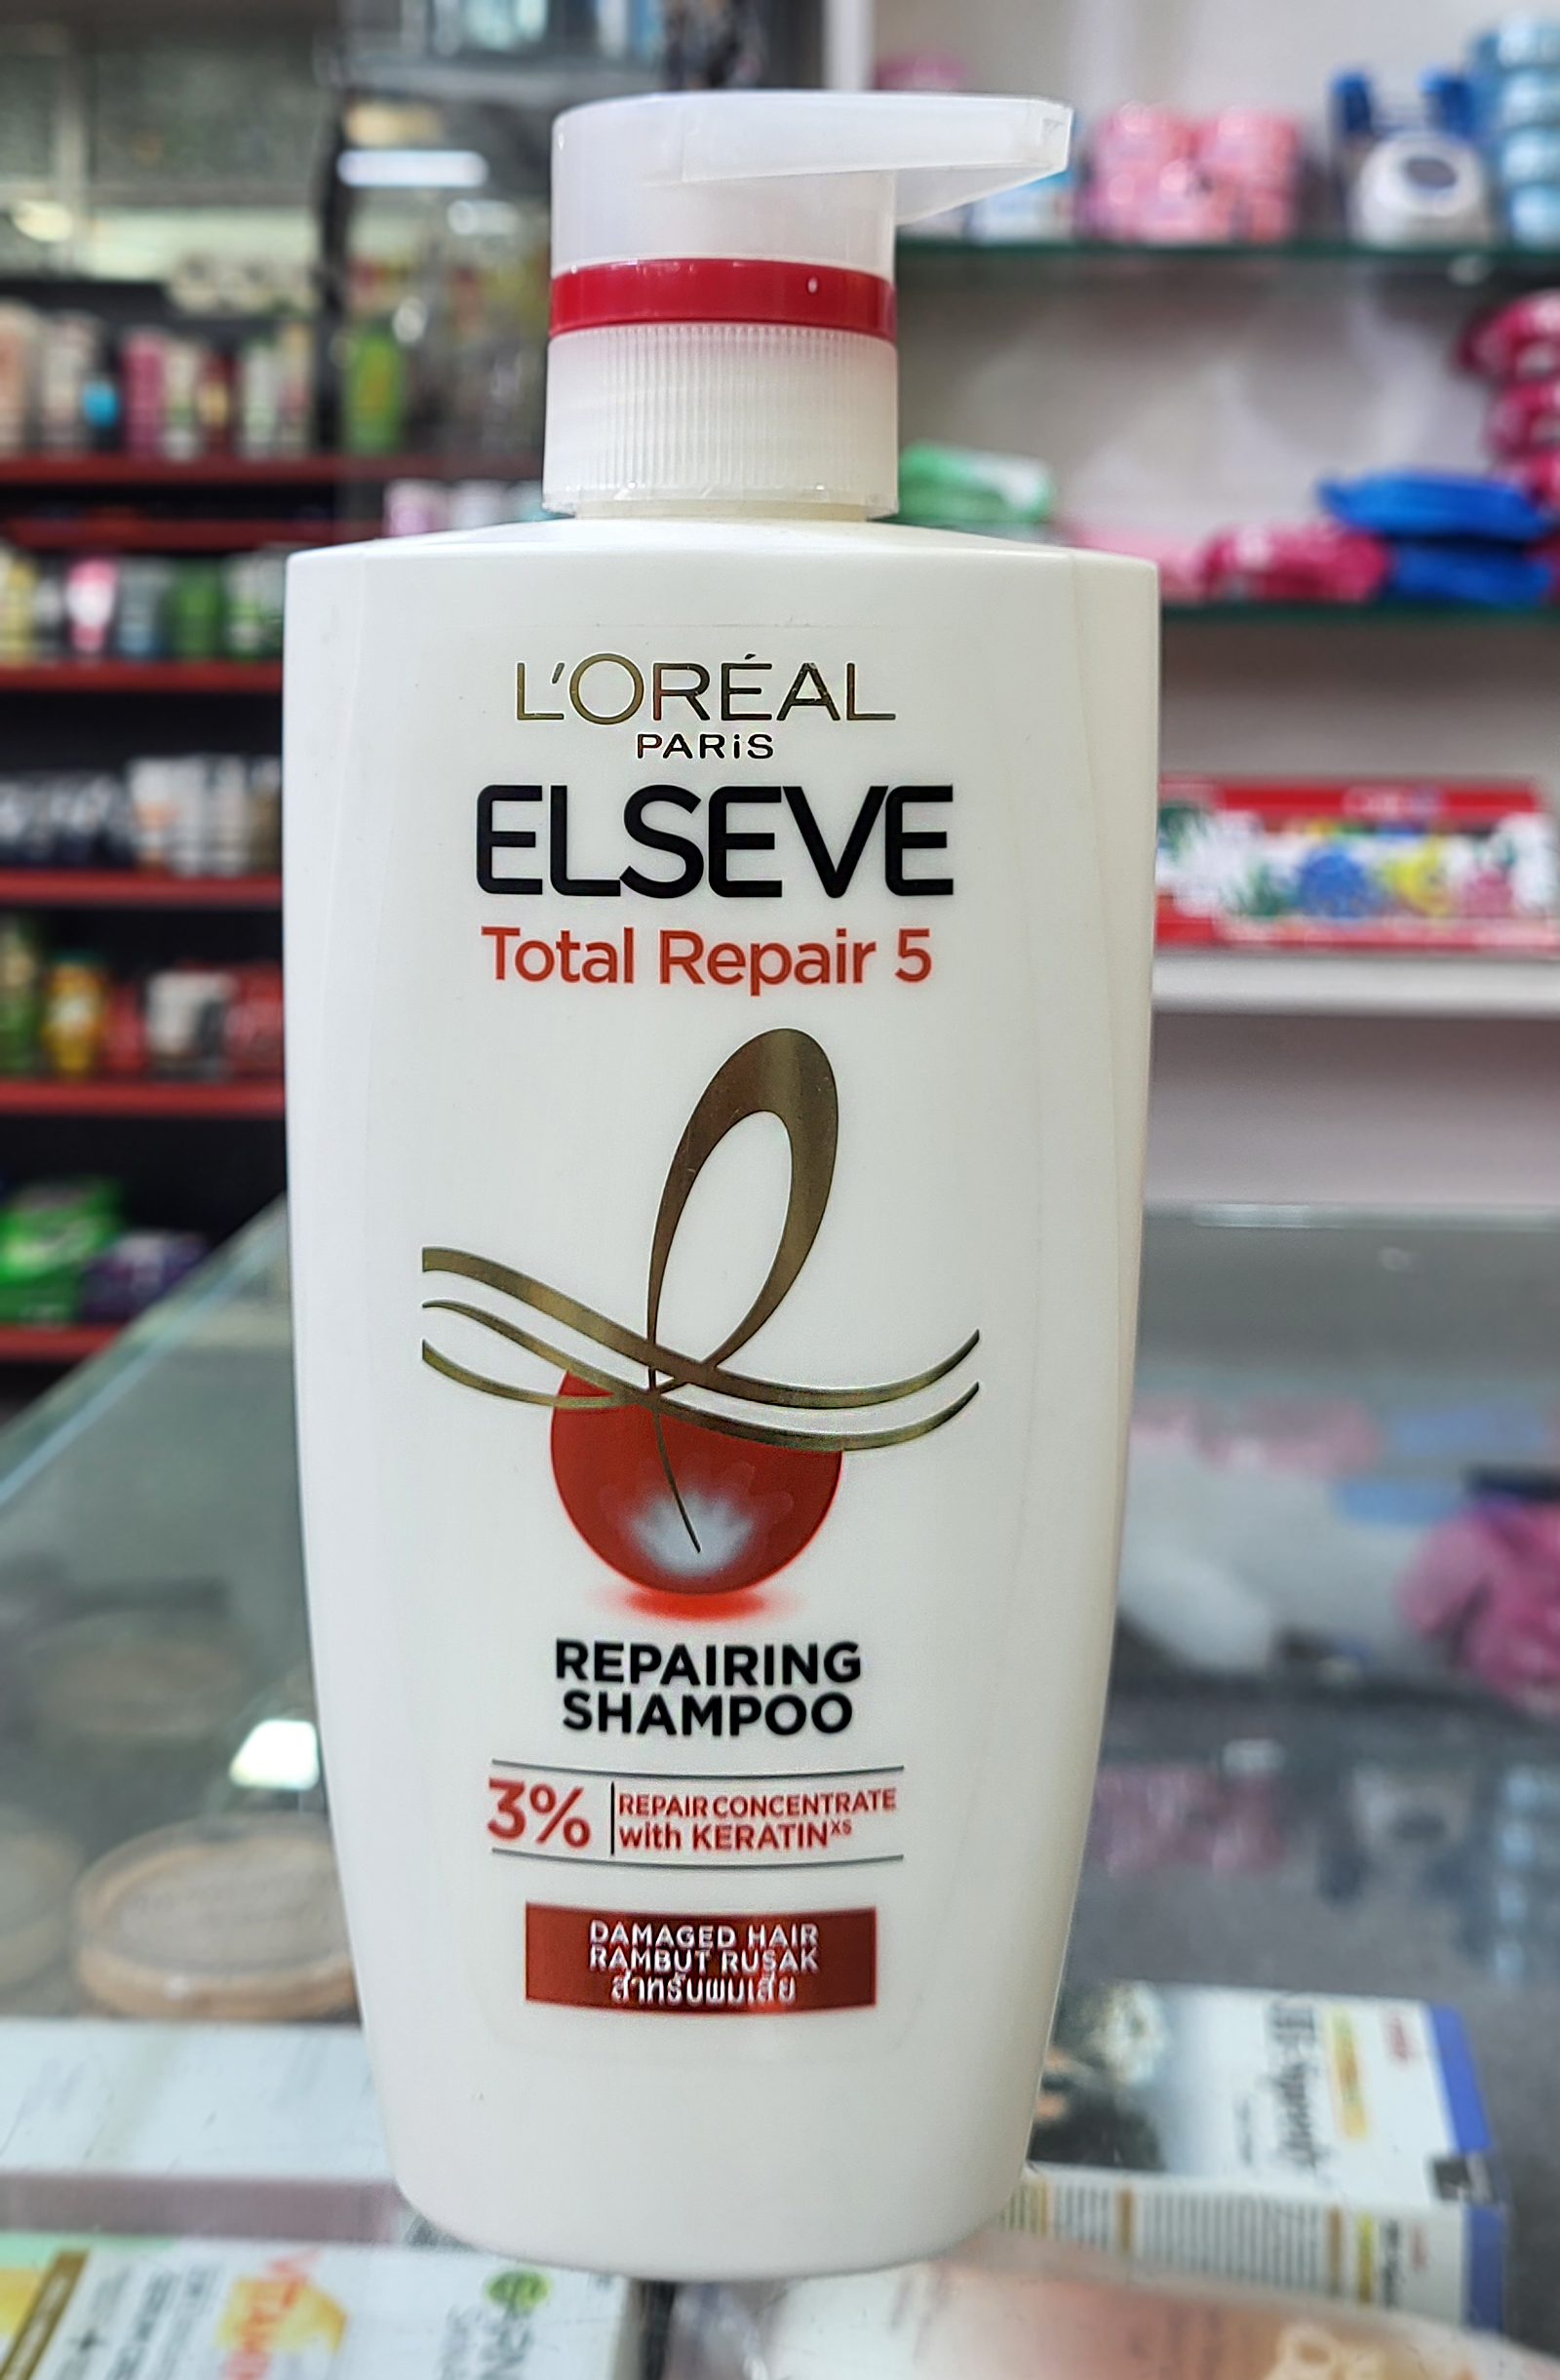 L'ORÉAL
PARiS
ELSEVE
Total Repair 5
REPAIRING
SHAMPOO
3% REPAIR CONCENTRATE
with KERATINˣˢ
DAMAGED HAIR
RAMBUT RUSAK
สำหรับผมเสีย